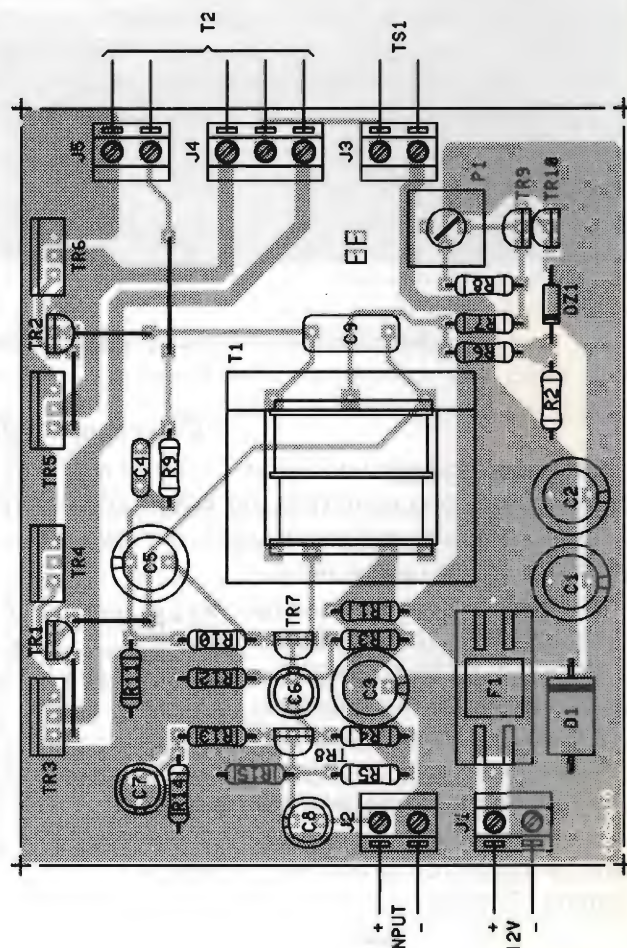 T2
TS1
J5
J4
J3
P1
TR9
TR10
TR6
TR2
R8
T1
C9
R7
R6
DZ1
TR5
C4
R9
R2
TR4
C5
C2
C1
TR7
R1
TR1
R10
R3
R11
R12
C6
C3
F1
D1
TR3
R13
R4
TR8
C7
R14
R15
R5
C8
J2
J1
+
-
+
-
INPUT
12V